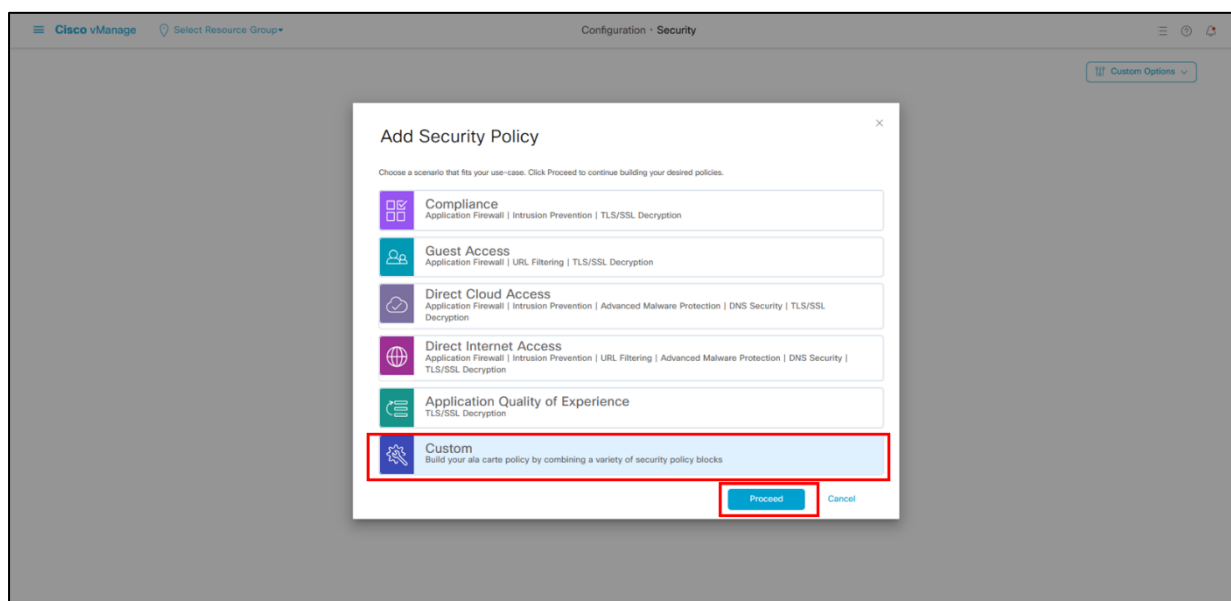 Cisco vManage Select Resource Group▾ Configuration · Security
Custom Options
Add Security Policy
Choose a scenario that fits your use-case. Click Proceed to continue building your desired policies.
Compliance
Application Firewall | Intrusion Prevention | TLS/SSL Decryption
Guest Access
Application Firewall | URL Filtering | TLS/SSL Decryption
Direct Cloud Access
Application Firewall | Intrusion Prevention | Advanced Malware Protection | DNS Security | TLS/SSL
Decryption
Direct Internet Access
Application Firewall | Intrusion Prevention | URL Filtering | Advanced Malware Protection | DNS Security |
TLS/SSL Decryption
Application Quality of Experience
TLS/SSL Decryption
Custom
Build your ala carte policy by combining a variety of security policy blocks
Proceed Cancel